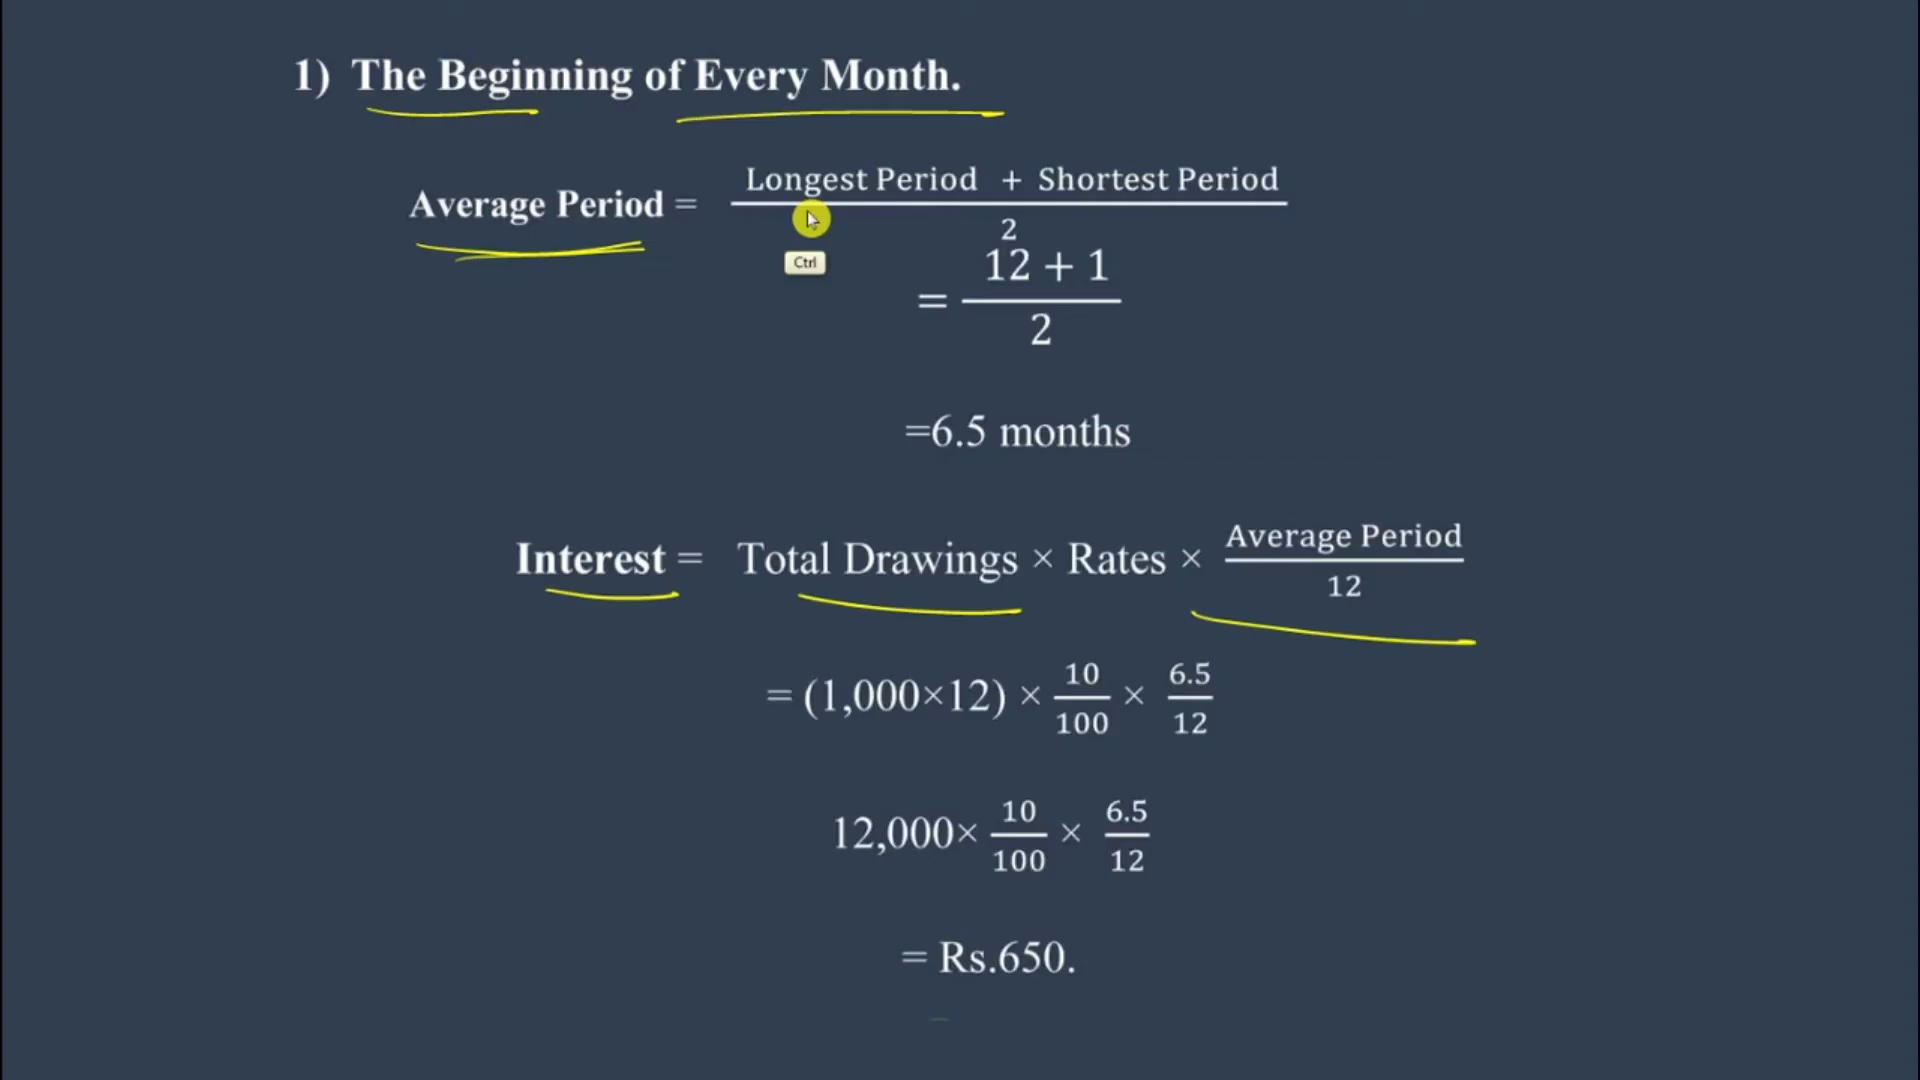 1) The Beginning of Every Month.
Average Period = Longest Period + Shortest Period
2
Ctrl
= 12 + 1
2
=6.5 months
Interest = Total Drawings × Rates × Average Period
12
= (1,000×12) × 10/100 × 6.5/12
12,000× 10/100 × 6.5/12
= Rs.650.